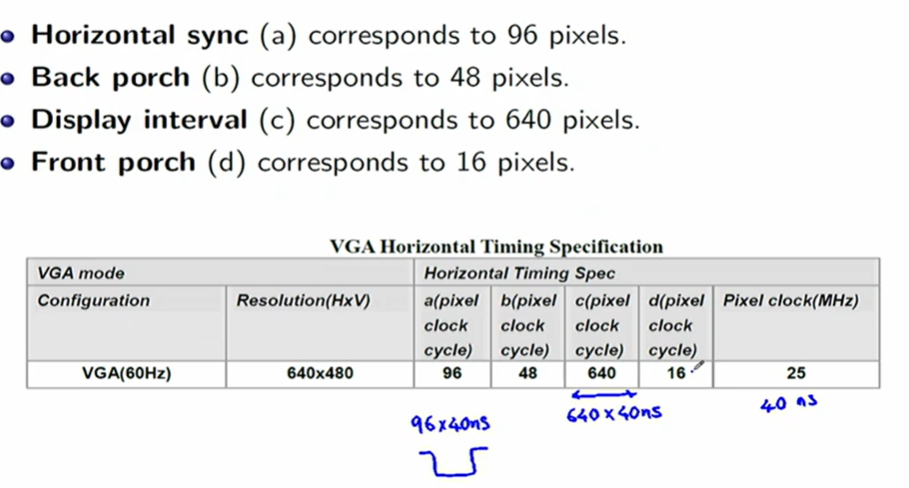 Horizontal sync (a) corresponds to 96 pixels.
Back porch (b) corresponds to 48 pixels.
Display interval (c) corresponds to 640 pixels.
Front porch (d) corresponds to 16 pixels.
VGA Horizontal Timing Specification
VGA mode Horizontal Timing Spec
Configuration Resolution(HxV) a(pixel b(pixel c(pixel d(pixel Pixel clock(MHz)
clock clock clock clock
cycle) cycle) cycle) cycle)
VGA(60Hz) 640x480 96 48 640 16 25
96x40ns 640x40ns 40 ns